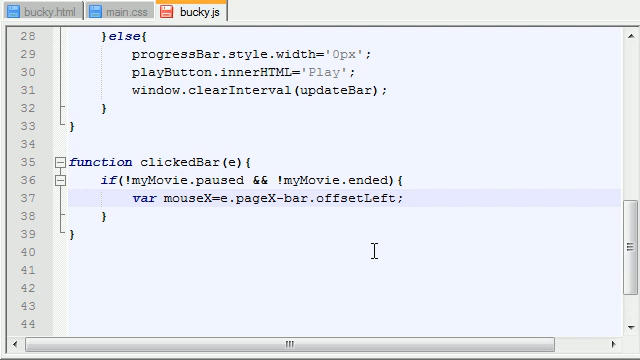 bucky.html main.css bucky.js
28 }else{
29 progressBar.style.width='0px';
30 playButton.innerHTML='Play';
31 window.clearInterval(updateBar);
32 }
33 }
34
35 function clickedBar(e){
36 if(!myMovie.paused && !myMovie.ended){
37 var mouseX=e.pageX-bar.offsetLeft;
38 }
39 }
40
41
42
43
44